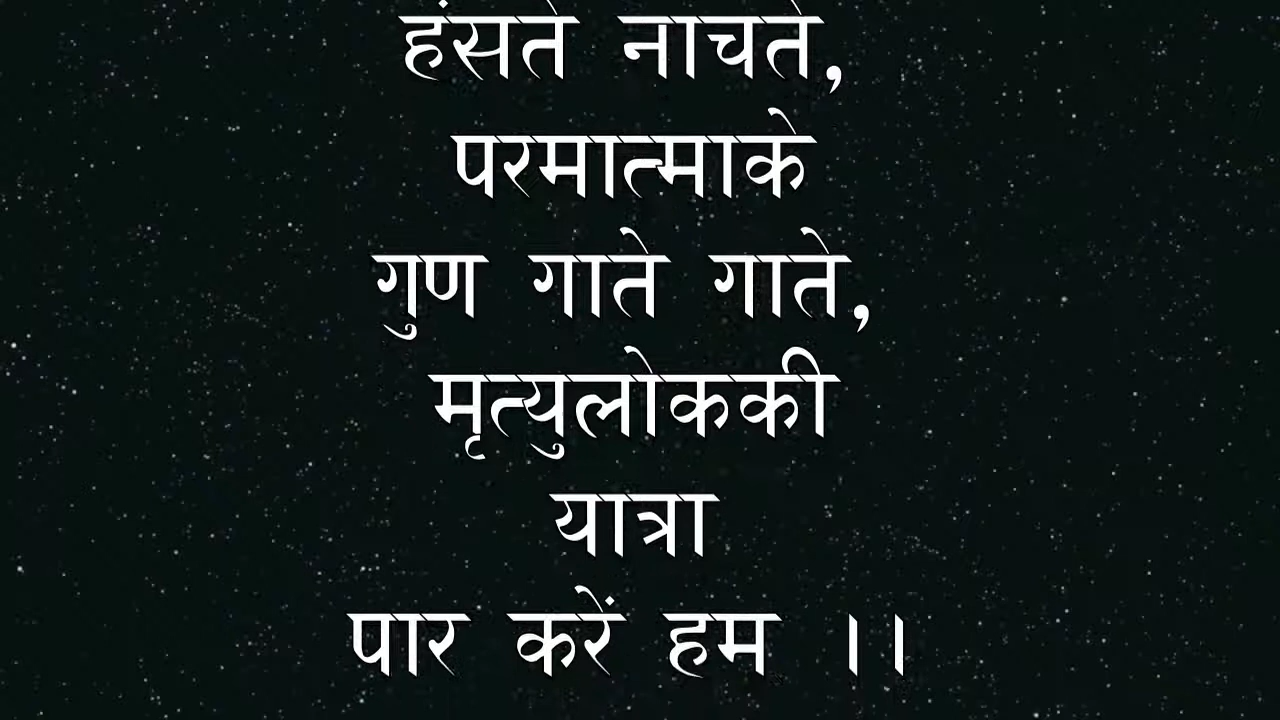 हंसते नाचते,
परमात्माके
गुण गाते गाते,
मृत्युलोककी
यात्रा
पार करें हम ।।